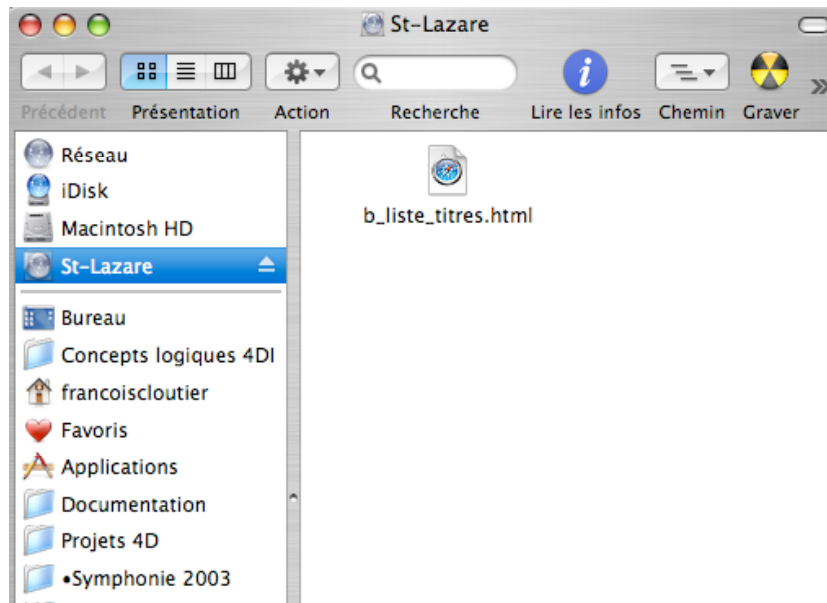 St-Lazare
Précédent Présentation Action Recherche Lire les infos Chemin Graver
Réseau
iDisk
Macintosh HD
St-Lazare
Bureau
Concepts logiques 4DI
francoiscloutier
Favoris
Applications
Documentation
Projets 4D
•Symphonie 2003
b_liste_titres.html